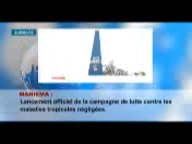 MANIEMA :
Lancement officiel de la campagne de lutte contre les
maladies tropicales négligées.